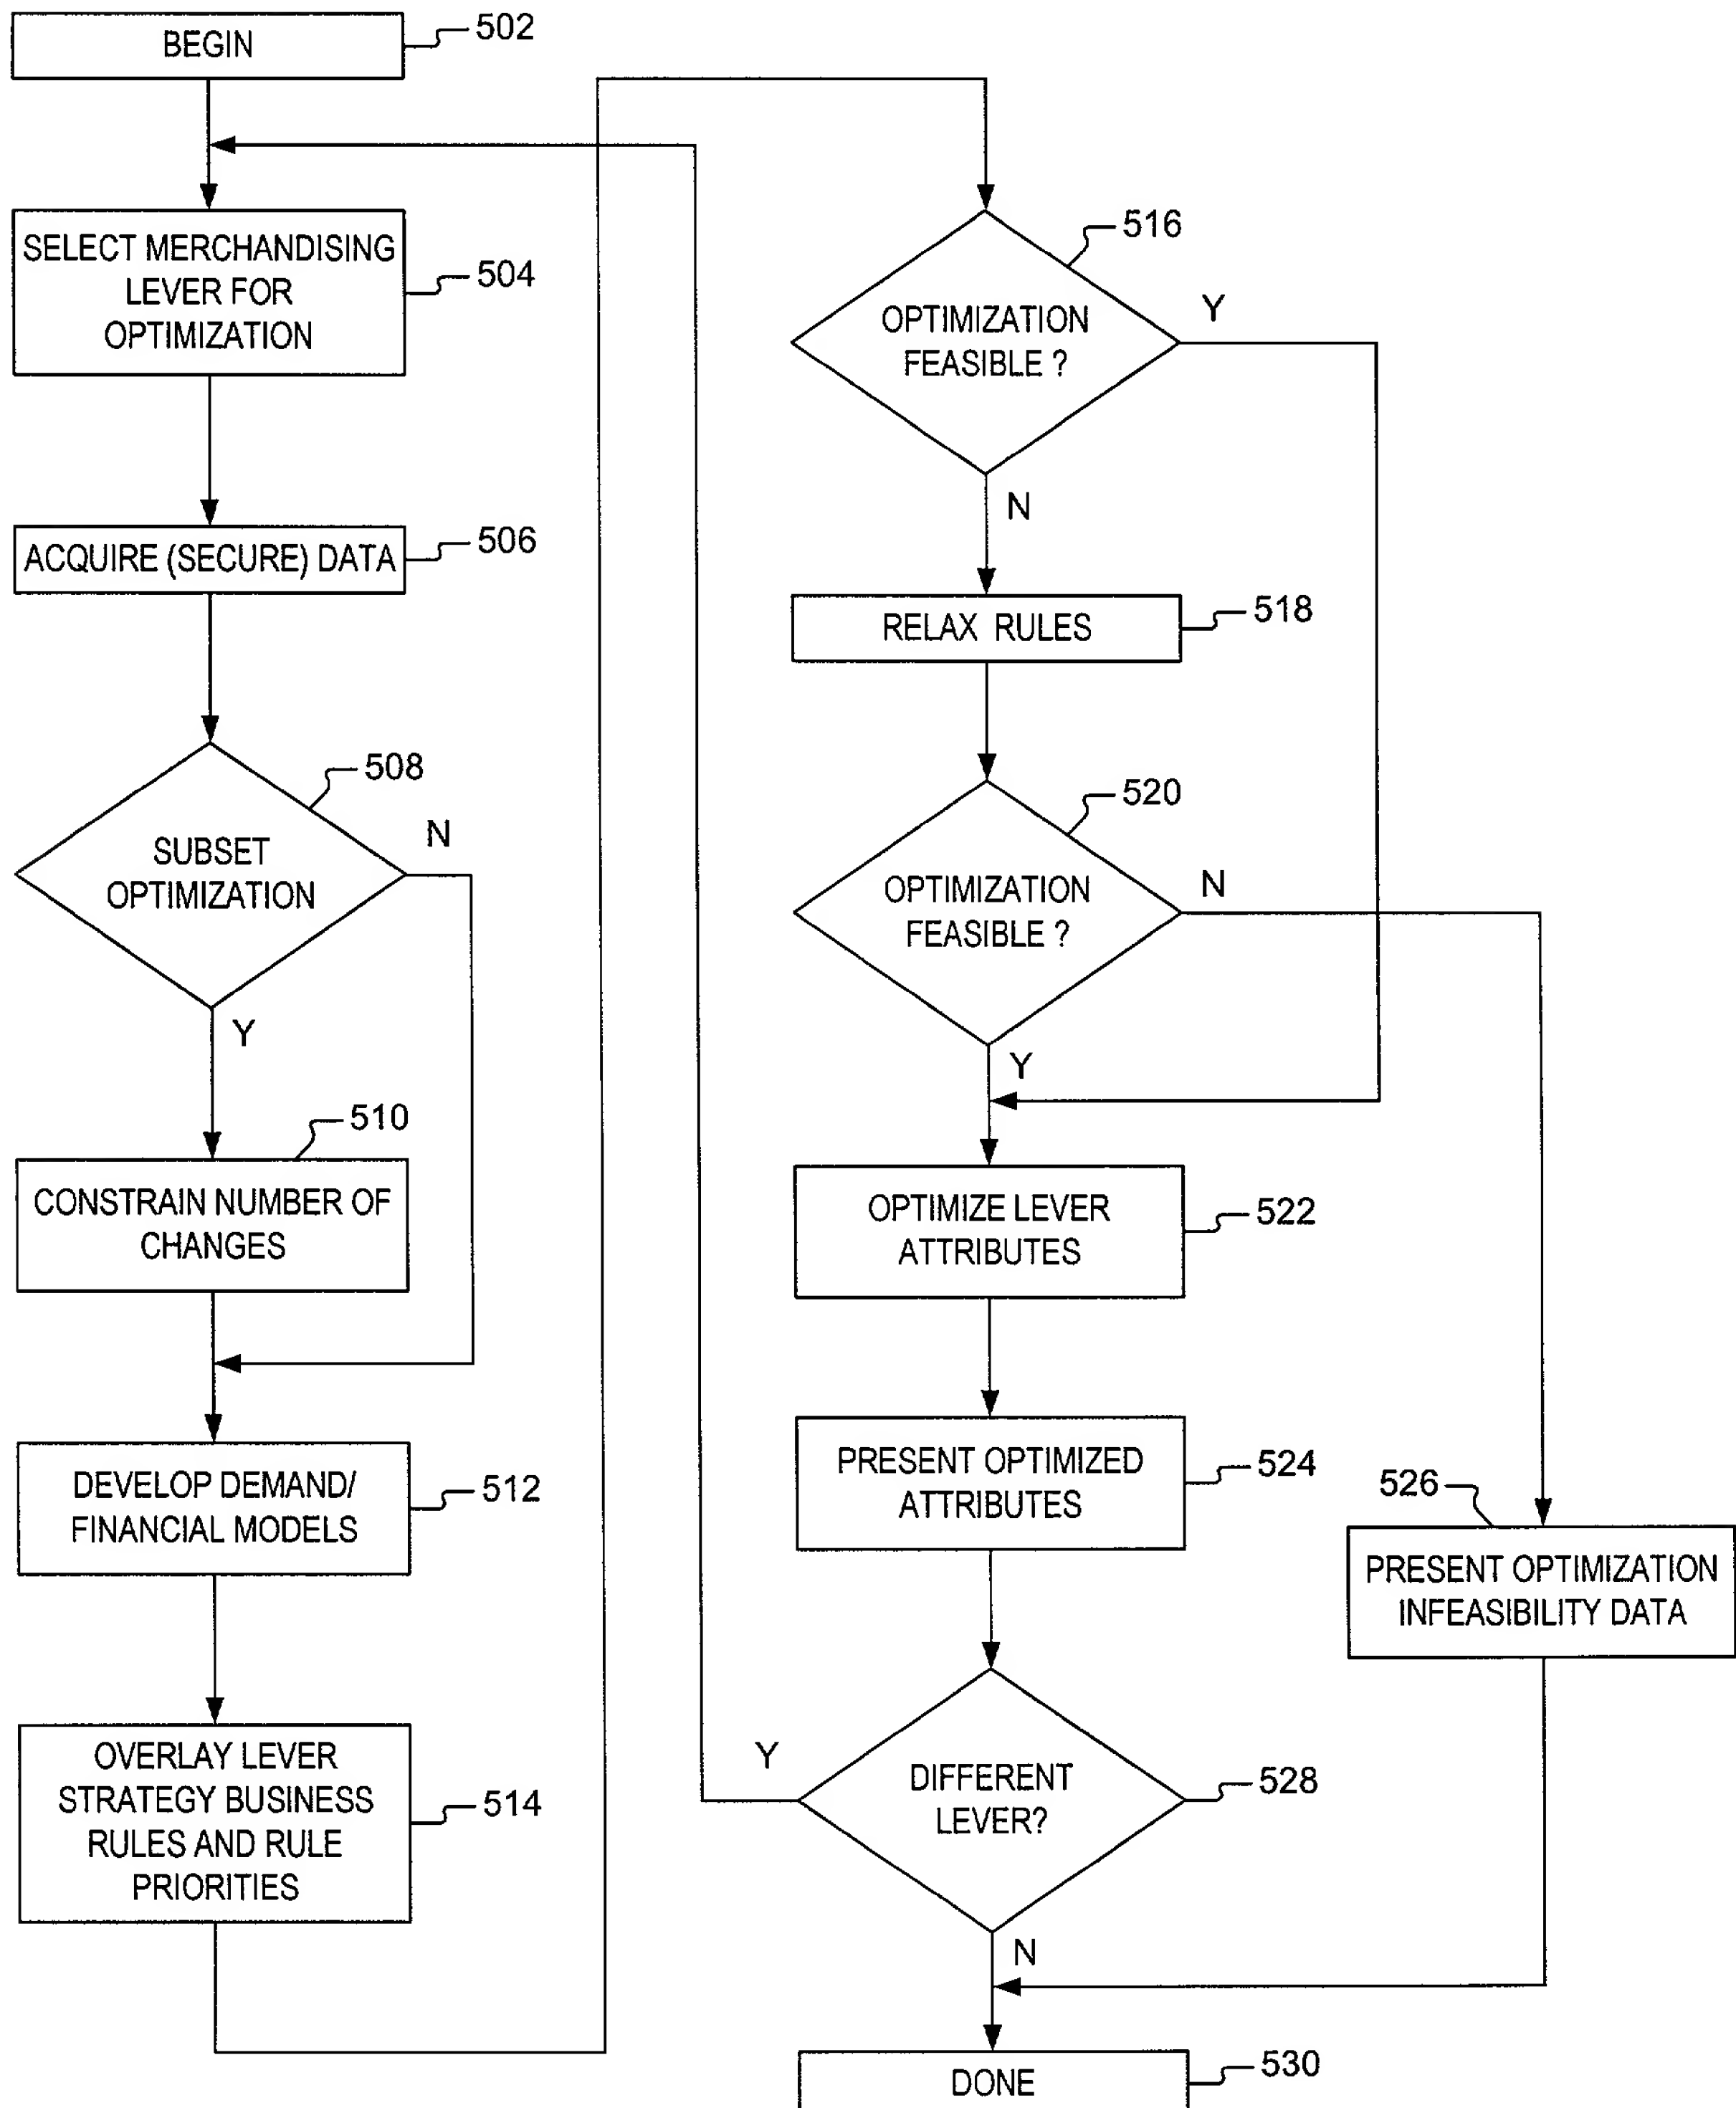 BEGIN
502
SELECT MERCHANDISING
LEVER FOR
OPTIMIZATION
504
ACQUIRE (SECURE) DATA
506
SUBSET
OPTIMIZATION
508
N
Y
CONSTRAIN NUMBER OF
CHANGES
510
DEVELOP DEMAND/
FINANCIAL MODELS
512
OVERLAY LEVER
STRATEGY BUSINESS
RULES AND RULE
PRIORITIES
514
OPTIMIZATION
FEASIBLE ?
516
Y
N
RELAX RULES
518
OPTIMIZATION
FEASIBLE ?
520
N
Y
OPTIMIZE LEVER
ATTRIBUTES
522
PRESENT OPTIMIZED
ATTRIBUTES
524
526
PRESENT OPTIMIZATION
INFEASIBILITY DATA
DIFFERENT
LEVER?
528
Y
N
DONE
530